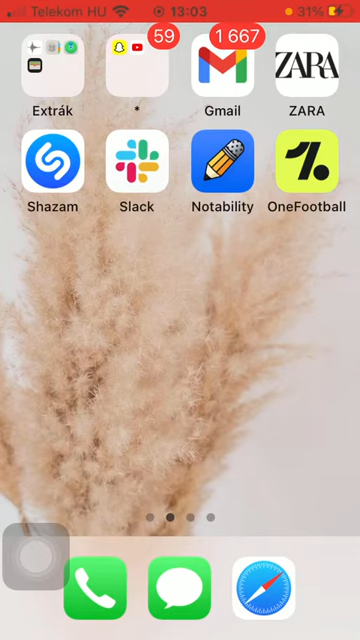 Telekom HU 13:03 31%
59 1 667
ZARA
Extrák * Gmail ZARA
Shazam Slack Notability OneFootball